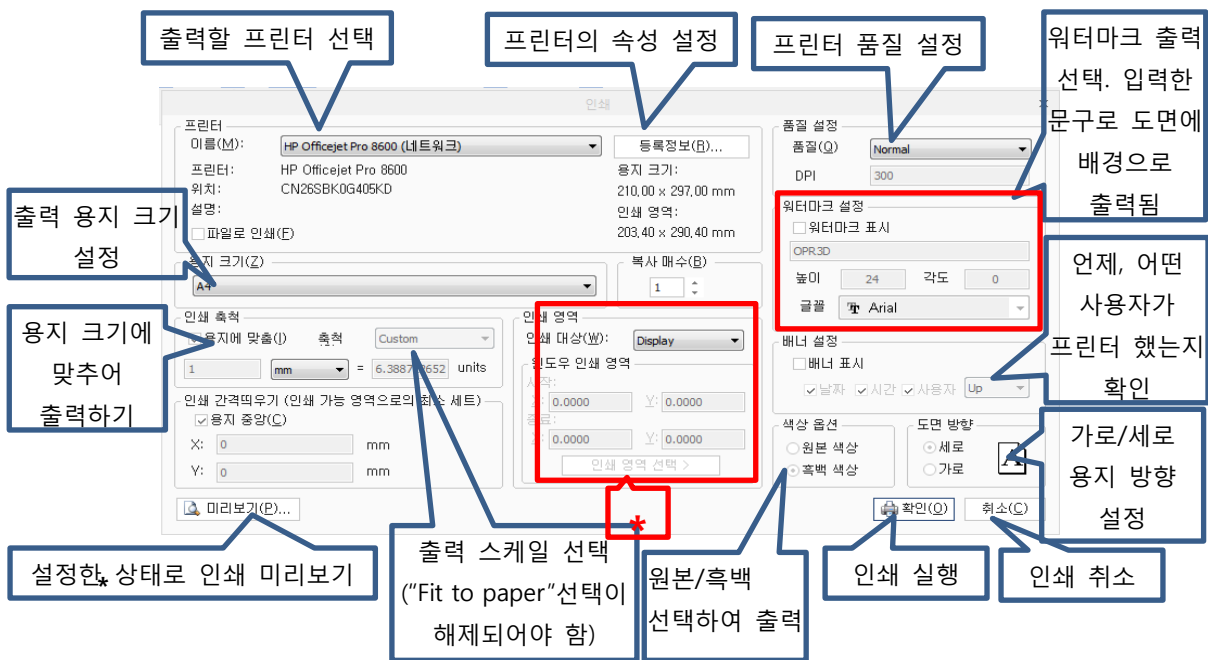 출력할 프린터 선택
프린터의 속성 설정
프린터 품질 설정
워터마크 출력
선택. 입력한
문구로 도면에
배경으로
출력됨
인쇄
프린터
이름(M):
HP Officejet Pro 8600 (네트워크)
등록정보(R)...
프린터: HP Officejet Pro 8600
용지 크기:
위치: CN26SBK0G405KD
210,00 x 297,00 mm
설명:
인쇄 영역:
파일로 인쇄(F)
203,40 x 290,40 mm
품질 설정
품질(Q) Normal
DPI 300
출력 용지 크기
설정
워터마크 설정
워터마크 표시
OPR3D
높이 24 각도 0
글꼴 Arial
용지 크기(Z)
A4
복사 매수(B)
1
언제, 어떤
사용자가
프린터 했는지
확인
용지 크기에
맞추어
출력하기
인쇄 축척
용지에 맞춤(I) 축척 Custom
1 mm = units
인쇄 영역
인쇄 대상(W): Display
윈도우 인쇄 영역
시작:
X: 0.0000 Y: 0.0000
종료:
X: 0.0000 Y: 0.0000
인쇄 영역 선택 >
배너 설정
배너 표시
날짜 시간 사용자 Up
인쇄 간격띄우기 (인쇄 가능 영역으로의 최소 세트)
용지 중앙(C)
X: 0 mm
Y: 0 mm
색상 옵션
원본 색상
흑백 색상
도면 방향
세로
가로
A
가로/세로
용지 방향
설정
미리보기(P)...
*
확인(O)
취소(C)
설정한* 상태로 인쇄 미리보기
출력 스케일 선택
("Fit to paper"선택이
해제되어야 함)
원본/흑백
선택하여 출력
인쇄 실행
인쇄 취소